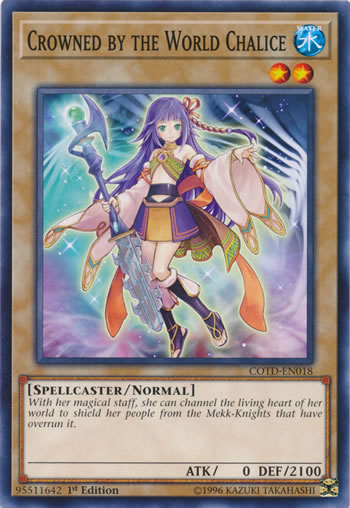 CROWNED BY THE WORLD CHALICE
WATER
水
COTD-EN018
[SPELLCASTER/NORMAL]
With her magical staff, she can channel the living heart of her
world to shield her people from the Mekk-Knights that have
overrun it.
ATK/ 0 DEF/2100
95511642 1st Edition ©1996 KAZUKI TAKAHASHI